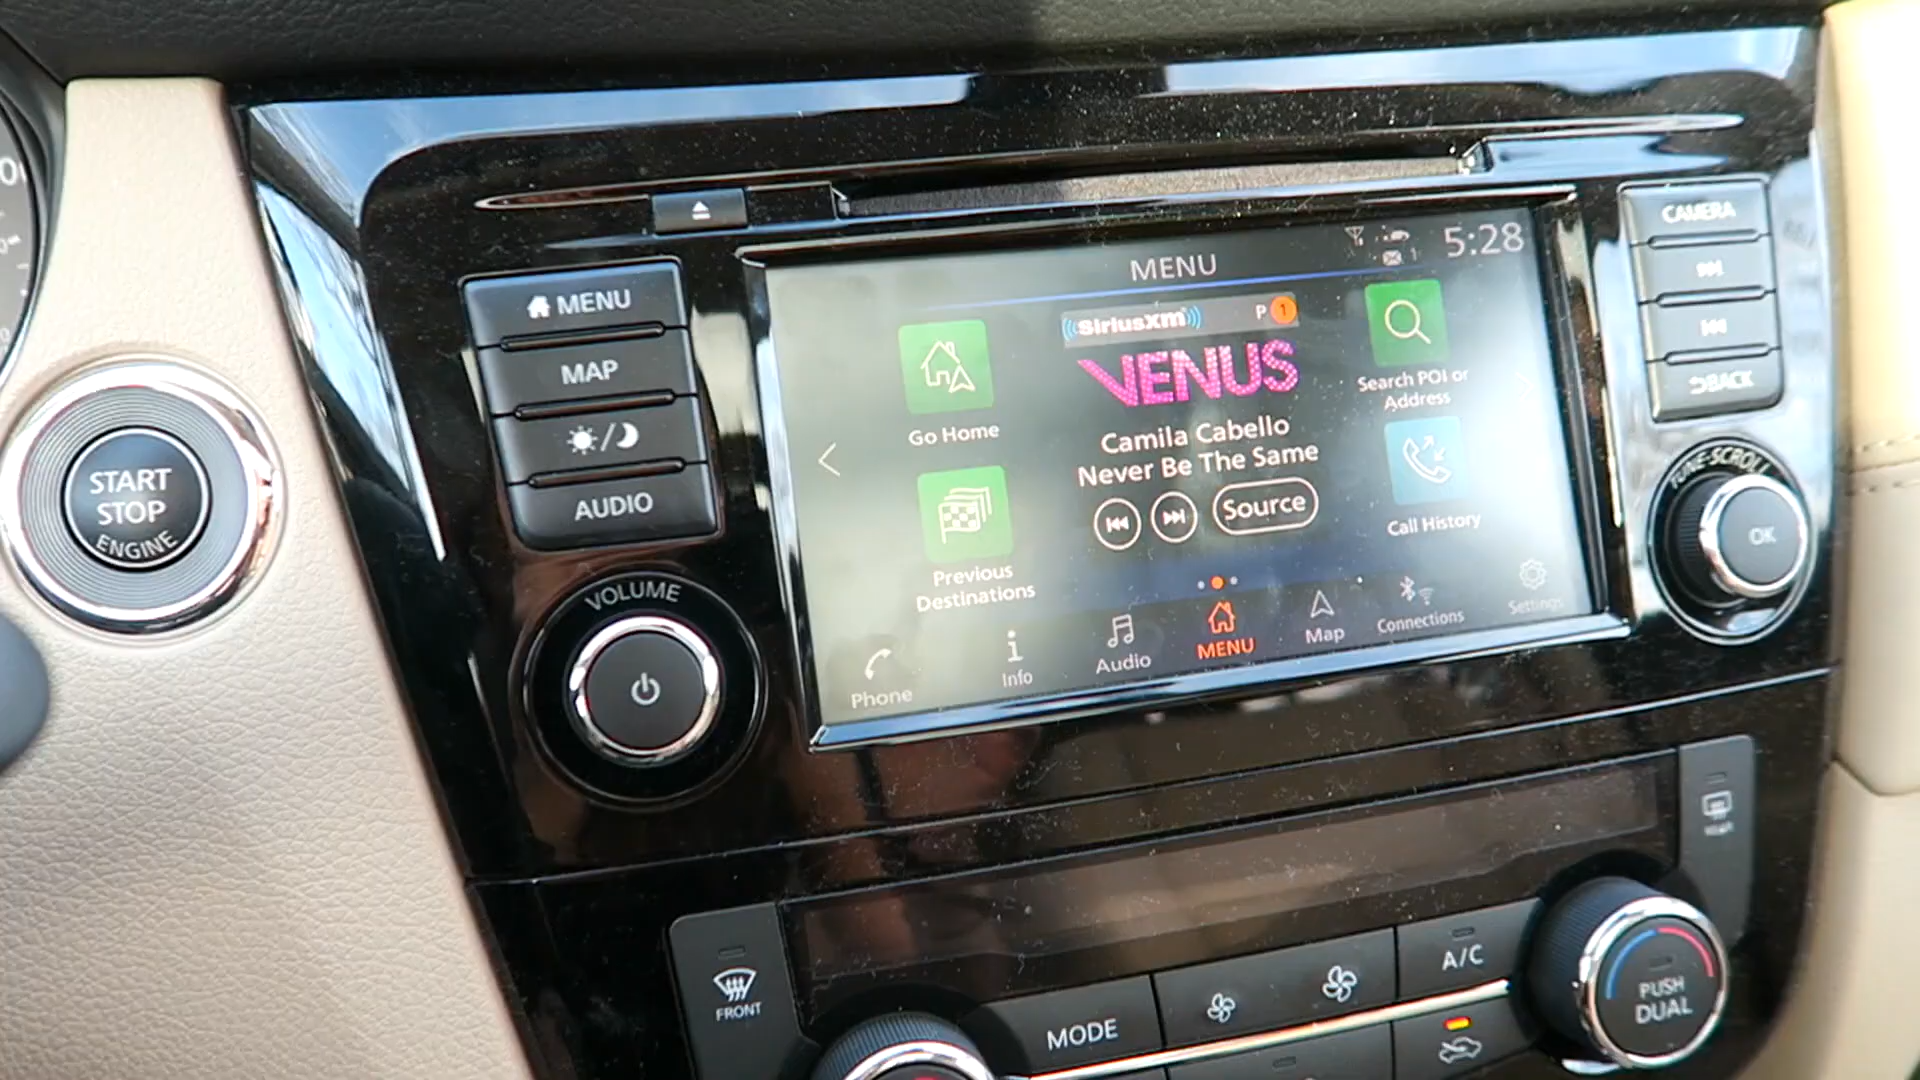 START
STOP
ENGINE
MENU
MAP
AUDIO
VOLUME
MENU
5:28
1
Go Home
Previous
Destinations
((SiriusXm))
P 1
VENUS
Camila Cabello
Never Be The Same
Source
Search POI or
Address
Call History
Phone
Info
Audio
MENU
Map
Connections
Settings
CAMERA
BACK
TUNE·SCROLL
OK
FRONT
MODE
A/C
PUSH
DUAL